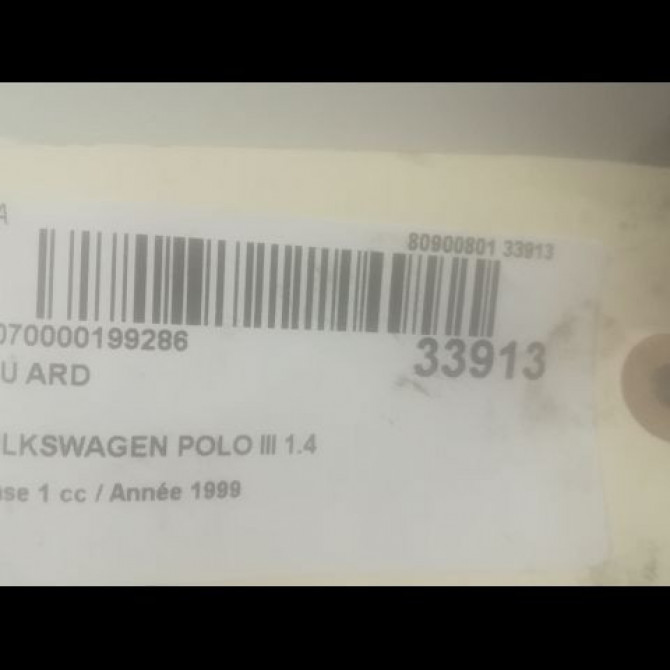 A
80900801 33913
070000199286
33913
U ARD
LKSWAGEN POLO III 1.4
se 1 cc / Année 1999